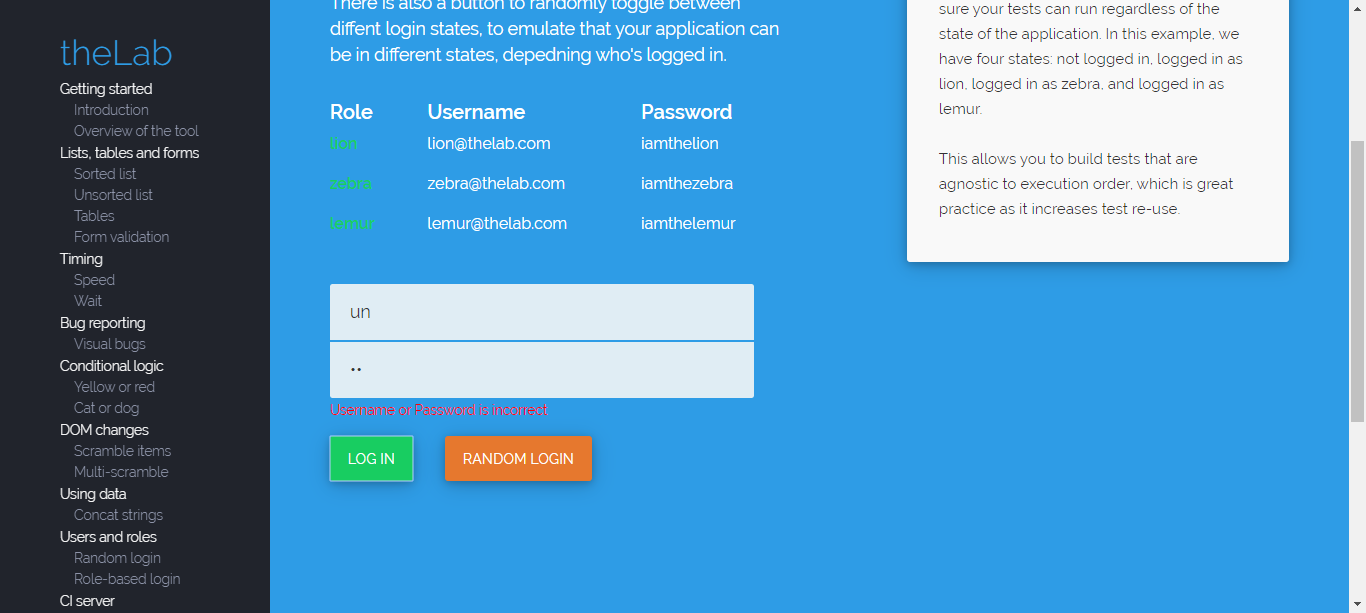 theLab
Getting started
Introduction
Overview of the tool
Lists, tables and forms
Sorted list
Unsorted list
Tables
Form validation
Timing
Speed
Wait
Bug reporting
Visual bugs
Conditional logic
Yellow or red
Cat or dog
DOM changes
Scramble items
Multi-scramble
Using data
Concat strings
Users and roles
Random login
Role-based login
CI server
There is also a button to randomly toggle between
diffent login states, to emulate that your application can
be in different states, depedning who's logged in.
Role Username Password
lion lion@thelab.com iamthelion
zebra zebra@thelab.com iamthezebra
lemur lemur@thelab.com iamthelemur
un
••
Username or Password is incorrect
LOG IN RANDOM LOGIN
sure your tests can run regardless of the
state of the application. In this example, we
have four states: not logged in, logged in as
lion, logged in as zebra, and logged in as
lemur.
This allows you to build tests that are
agnostic to execution order, which is great
practice as it increases test re-use.